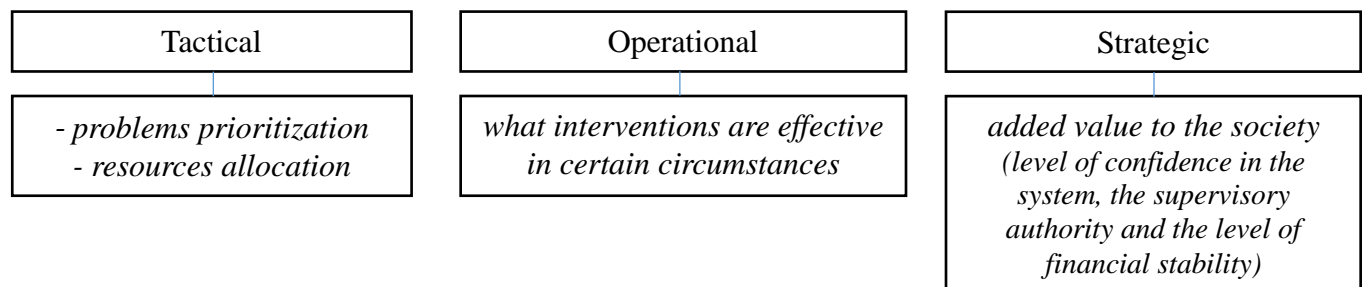 Tactical
- problems prioritization
- resources allocation
Operational
what interventions are effective
in certain circumstances
Strategic
added value to the society
(level of confidence in the
system, the supervisory
authority and the level of
financial stability)